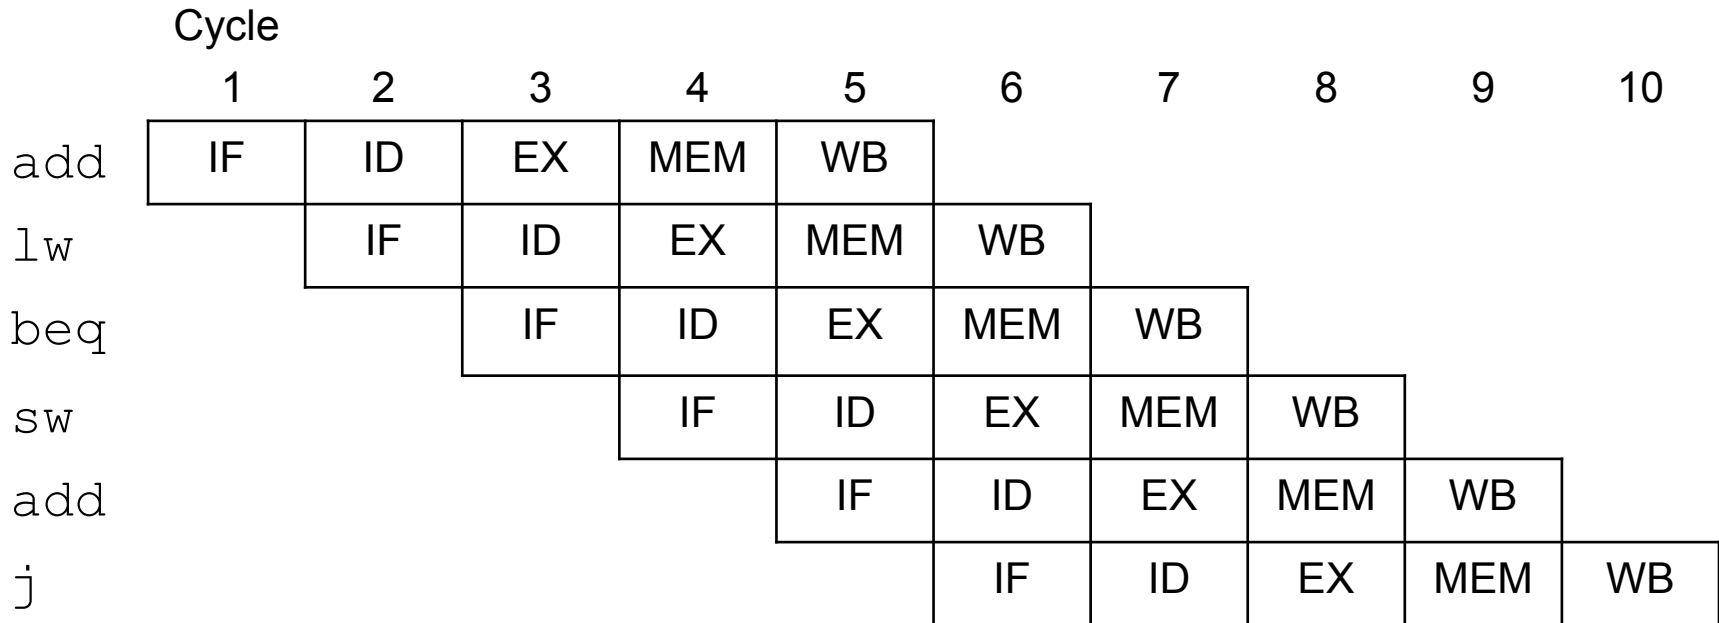 Cycle
1 2 3 4 5 6 7 8 9 10
add IF ID EX MEM WB
lw IF ID EX MEM WB
beq IF ID EX MEM WB
sw IF ID EX MEM WB
add IF ID EX MEM WB
j IF ID EX MEM WB